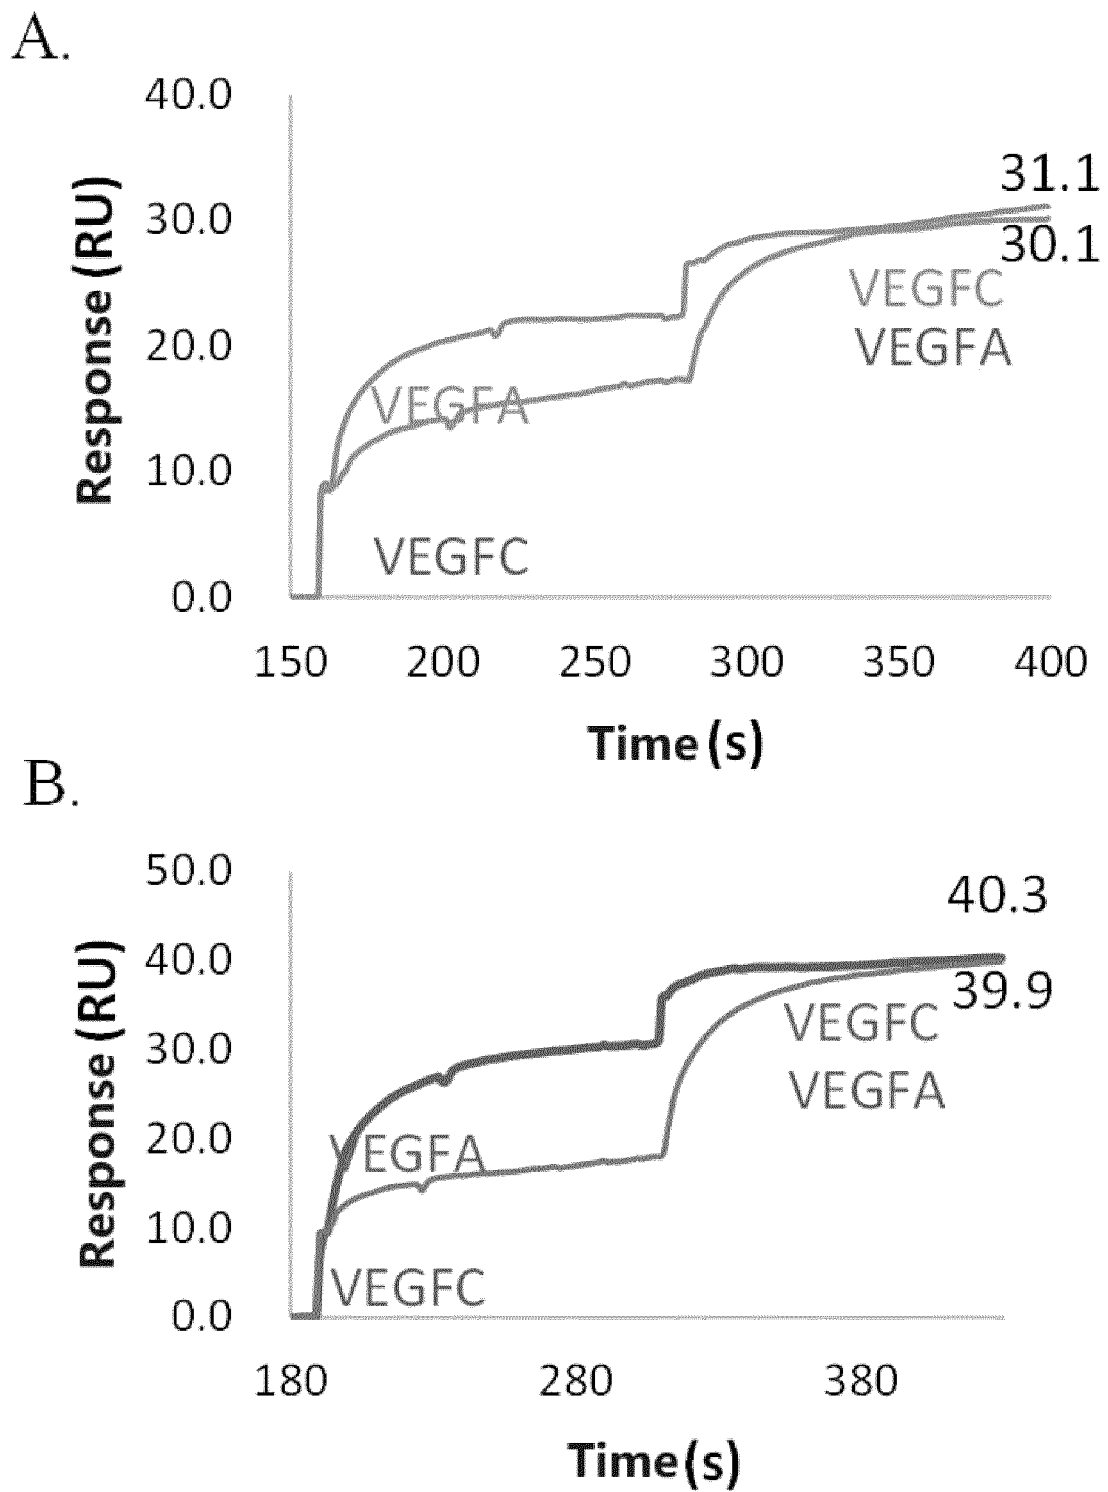 A.
40.0
31.1
30.0
30.1
VEGFC
20.0
VEGFA
VEGFA
10.0
VEGFC
0.0
150 200 250 300 350 400
Response (RU)
Time (s)
B.
50.0
40.3
40.0
39.9
VEGFC
30.0
VEGFA
20.0
VEGFA
10.0
VEGFC
0.0
180 280 380
Response (RU)
Time (s)